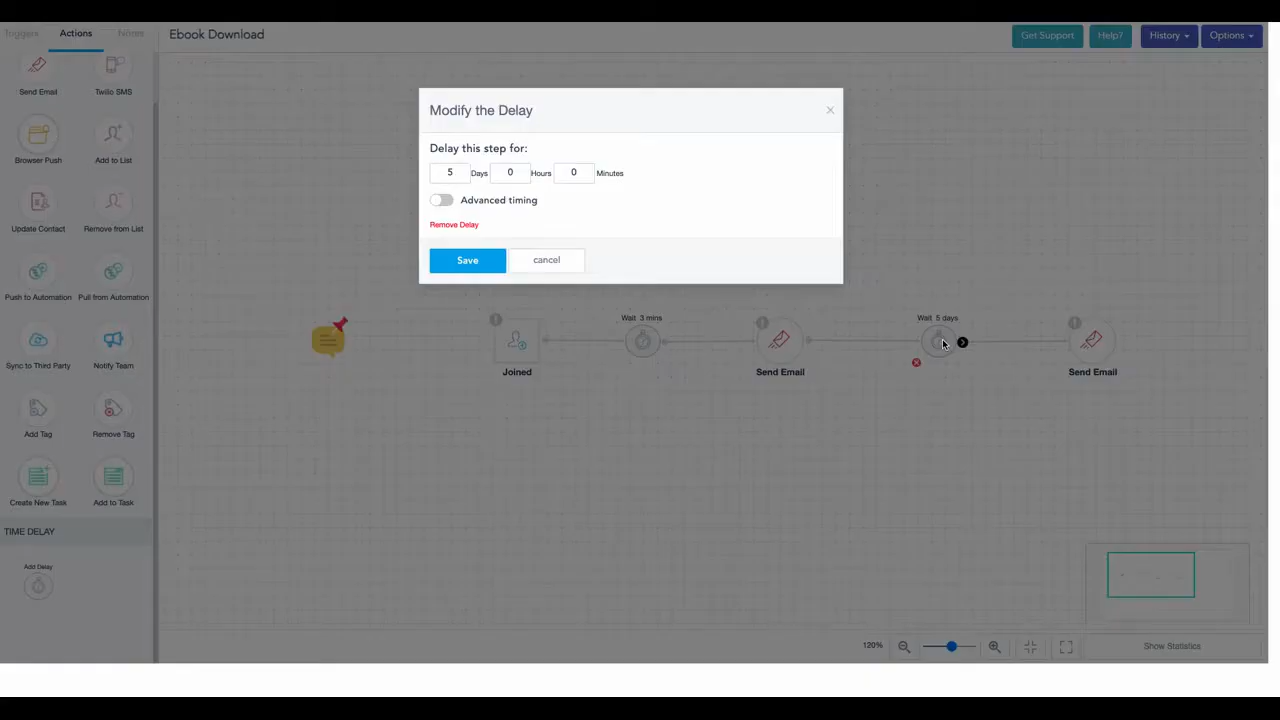 Triggers Actions Notes
Ebook Download
Get Support Help? History Options
Send Email Twilio SMS
Browser Push Add to List
Update Contact Remove from List
Push to Automation Pull from Automation
Sync to Third Party Notify Team
Add Tag Remove Tag
Create New Task Add to Task
TIME DELAY
Add Delay
Modify the Delay
Delay this step for:
5 Days 0 Hours 0 Minutes
Advanced timing
Remove Delay
Save cancel
Wait 3 mins Wait 5 days
Joined Send Email Send Email
120% Show Statistics